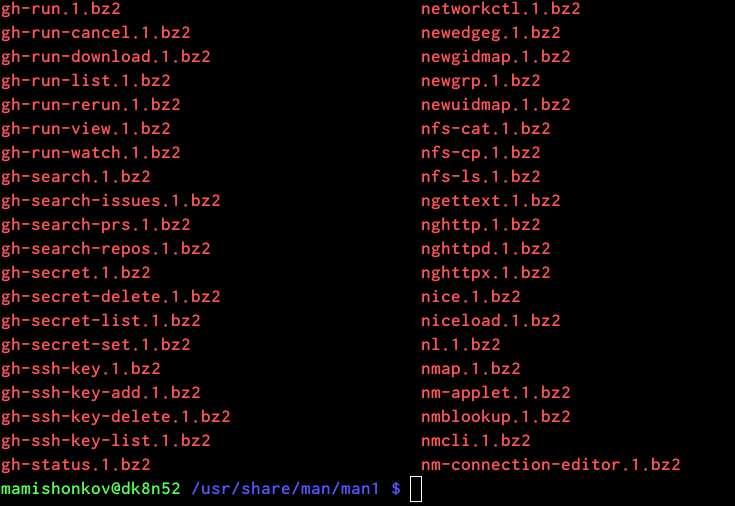 gh-run.1.bz2 networkctl.1.bz2
gh-run-cancel.1.bz2 newedgeg.1.bz2
gh-run-download.1.bz2 newgidmap.1.bz2
gh-run-list.1.bz2 newgrp.1.bz2
gh-run-rerun.1.bz2 newuidmap.1.bz2
gh-run-view.1.bz2 nfs-cat.1.bz2
gh-run-watch.1.bz2 nfs-cp.1.bz2
gh-search.1.bz2 nfs-ls.1.bz2
gh-search-issues.1.bz2 ngettext.1.bz2
gh-search-prs.1.bz2 nghttp.1.bz2
gh-search-repos.1.bz2 nghttpd.1.bz2
gh-secret.1.bz2 nghttpx.1.bz2
gh-secret-delete.1.bz2 nice.1.bz2
gh-secret-list.1.bz2 niceload.1.bz2
gh-secret-set.1.bz2 nl.1.bz2
gh-ssh-key.1.bz2 nmap.1.bz2
gh-ssh-key-add.1.bz2 nm-applet.1.bz2
gh-ssh-key-delete.1.bz2 nmblookup.1.bz2
gh-ssh-key-list.1.bz2 nmcli.1.bz2
gh-status.1.bz2 nm-connection-editor.1.bz2
mamishonkov@dk8n52 /usr/share/man/man1 $